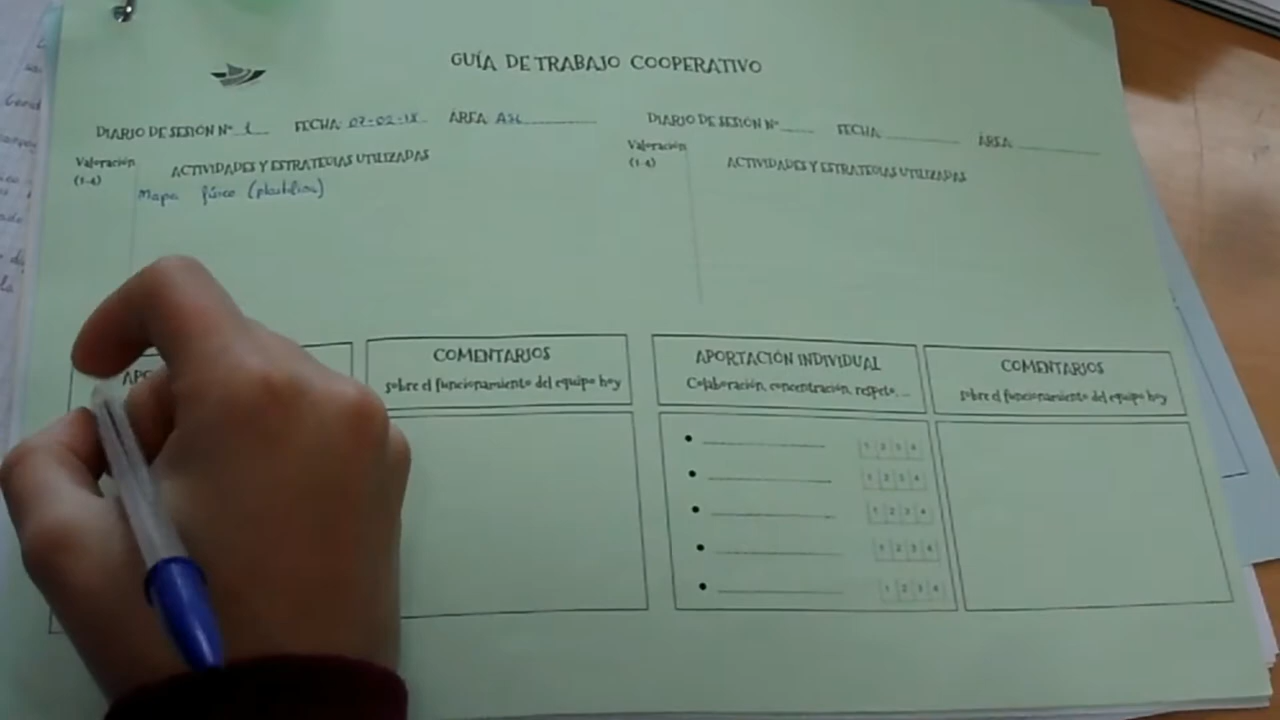 GUÍA DE TRABAJO COOPERATIVO
DIARIO DE SESIÓN Nº 1 FECHA 07-02-18 ÁREA
Valoración
(1-4)
ACTIVIDADES Y ESTRATEGIAS UTILIZADAS
Mapa físico (plastilina)
COMENTARIOS
sobre el funcionamiento del equipo hoy
DIARIO DE SESIÓN Nº FECHA ÁREA
Valoración
(1-4)
ACTIVIDADES Y ESTRATEGIAS UTILIZADAS
APORTACIÓN INDIVIDUAL
Colaboración, concentración, respeto, ...
1 2 3 4
1 2 3 4
1 2 3 4
1 2 3 4
1 2 3 4
COMENTARIOS
sobre el funcionamiento del equipo hoy